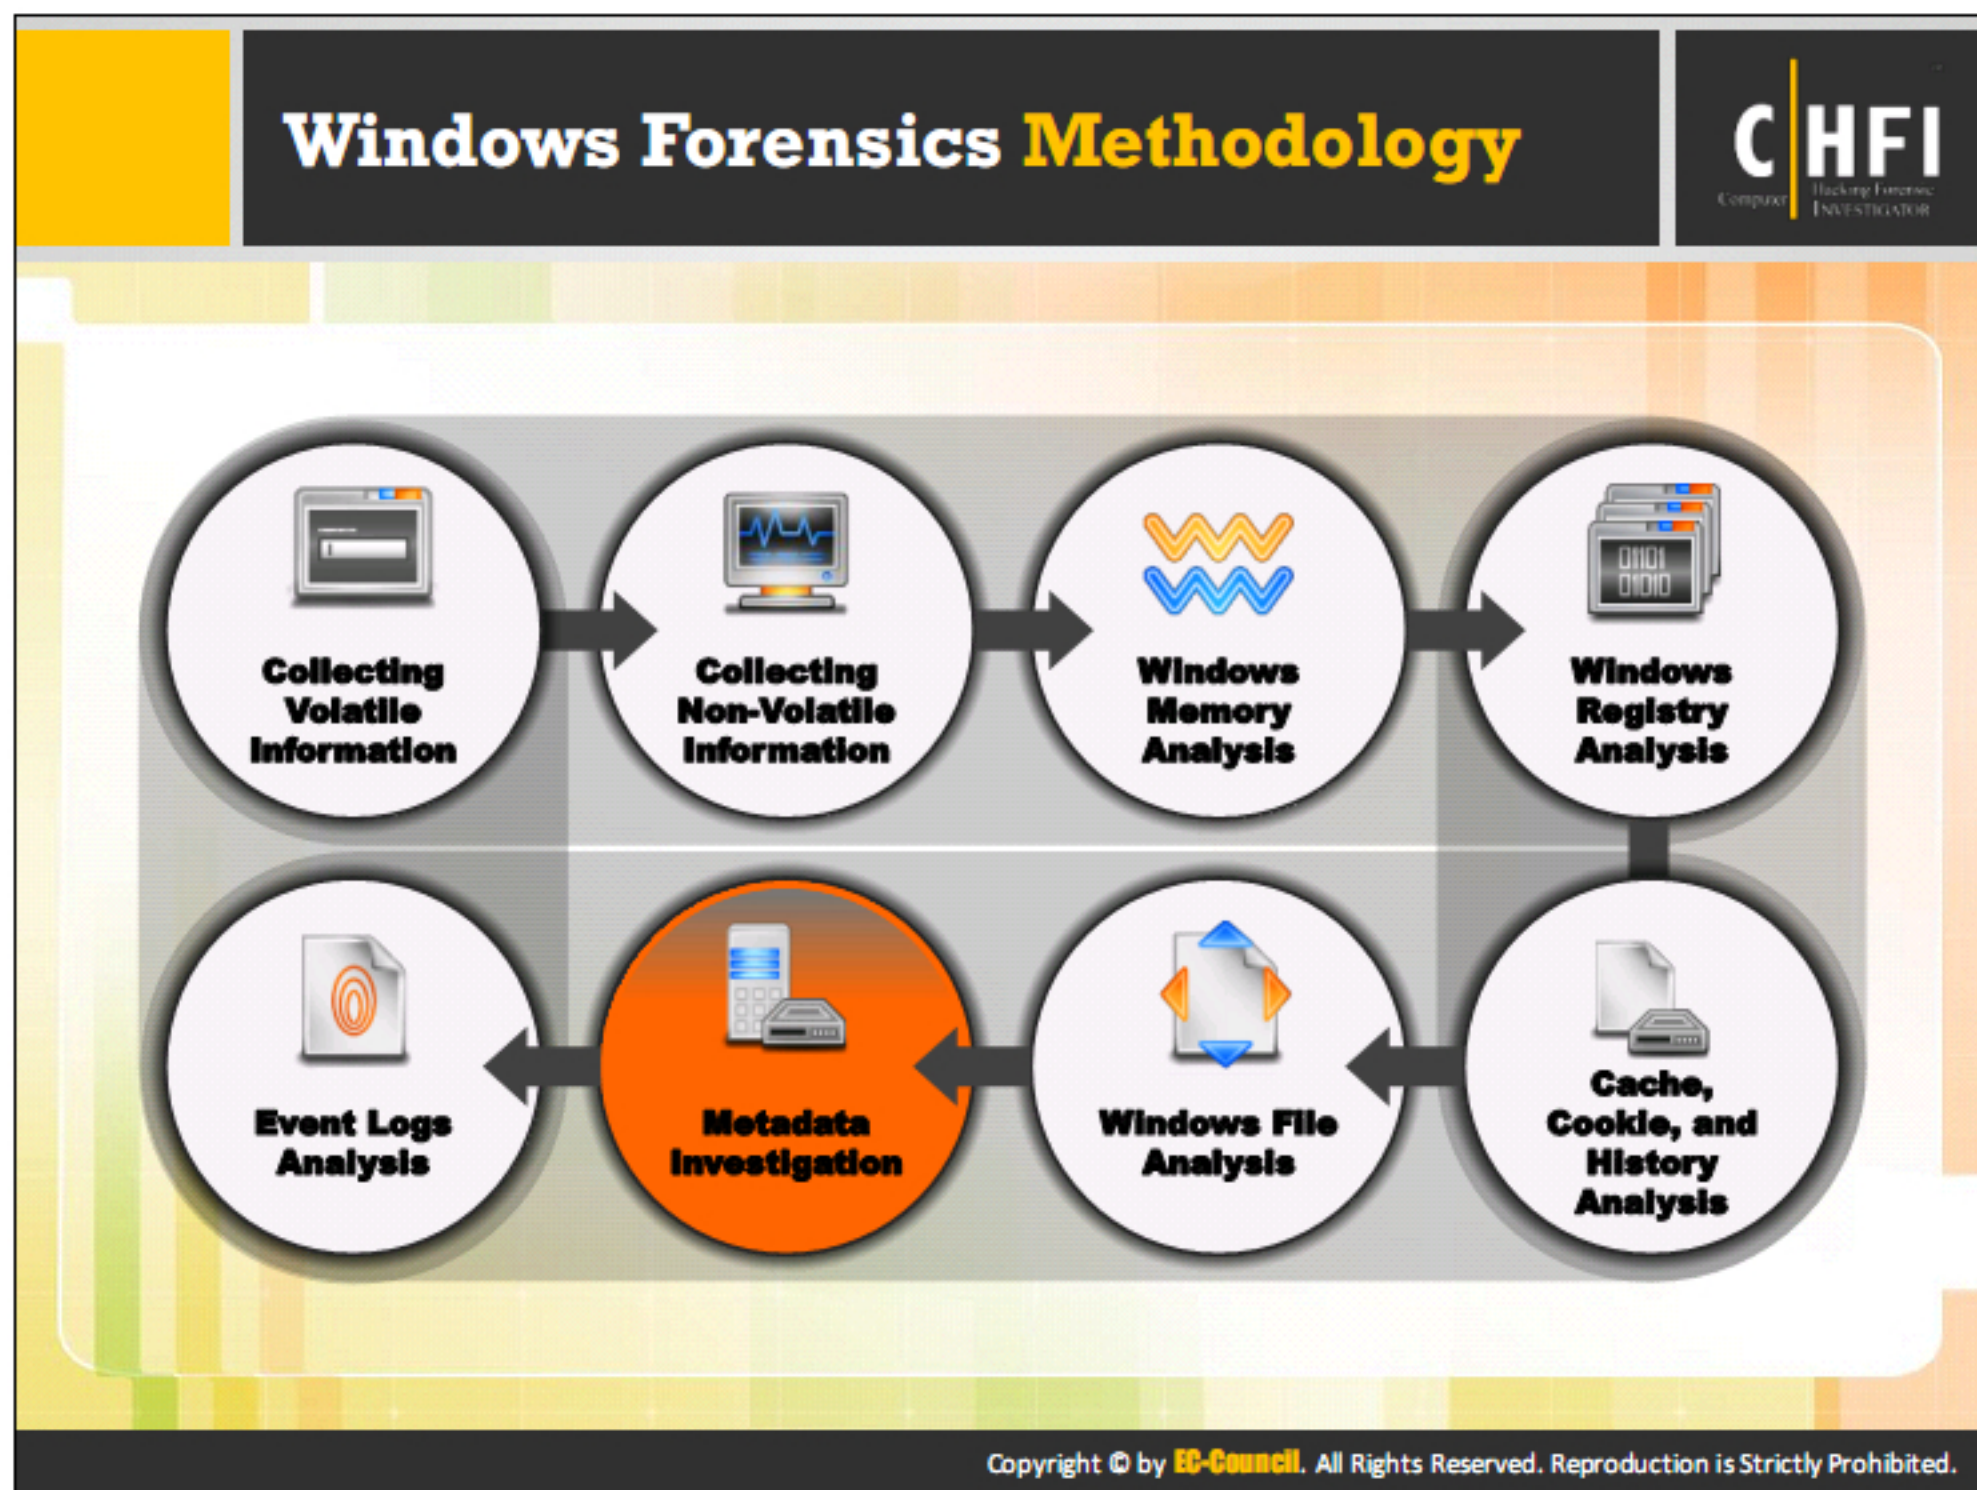 Windows Forensics Methodology
C HFI
Computer
Hacking Forensic
INVESTIGATOR
Collecting
Volatile
Information
Collecting
Non-Volatile
Information
Windows
Memory
Analysis
Windows
Registry
Analysis
01101
01010
Cache,
Cookie, and
History
Analysis
Windows File
Analysis
Metadata
Investigation
Event Logs
Analysis
Copyright © by EC-Council. All Rights Reserved. Reproduction is Strictly Prohibited.